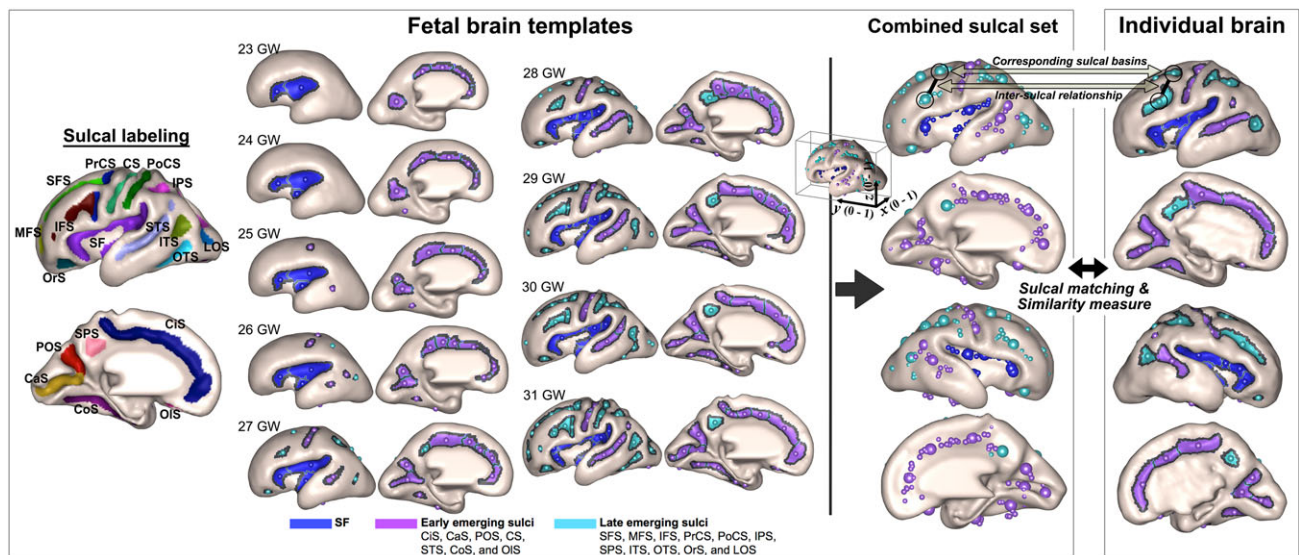 Fetal brain templates
Combined sulcal set
Individual brain
Sulcal labeling
PrCS CS PoCS
SFS
IPS
MFS
IFS
SF
STS
ITS
LOS
OTS
OrS
SPS
CiS
POS
CaS
CoS
OlS
23 GW
24 GW
25 GW
26 GW
27 GW
28 GW
29 GW
30 GW
31 GW
y (0 - 1)
x (0 - 1)
Corresponding sulcal basins
Inter-sulcal relationship
Sulcal matching &
Similarity measure
SF
Early emerging sulci
CiS, CaS, POS, CS,
STS, CoS, and OlS
Late emerging sulci
SFS, MFS, IFS, PrCS, PoCS, IPS,
SPS, ITS, OTS, OrS, and LOS